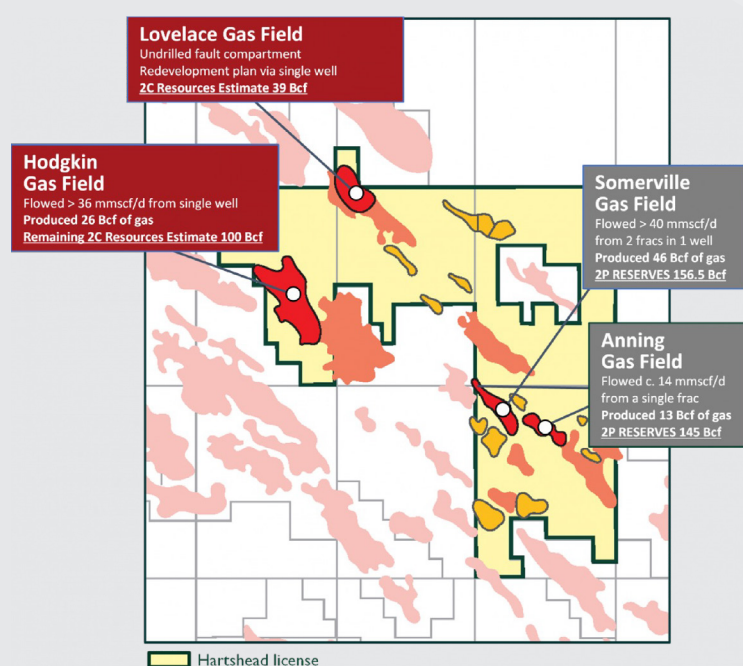 Lovelace Gas Field
Undrilled fault compartment
Redevelopment plan via single well
2C Resources Estimate 39 Bcf
Hodgkin
Gas Field
Flowed > 36 mmscf/d from single well
Produced 26 Bcf of gas
Remaining 2C Resources Estimate 100 Bcf
Somerville
Gas Field
Flowed > 40 mmscf/d
from 2 fracs in 1 well
Produced 46 Bcf of gas
2P RESERVES 156.5 Bcf
Anning
Gas Field
Flowed c. 14 mmscf/d
from a single frac
Produced 13 Bcf of gas
2P RESERVES 145 Bcf
Hartshead license